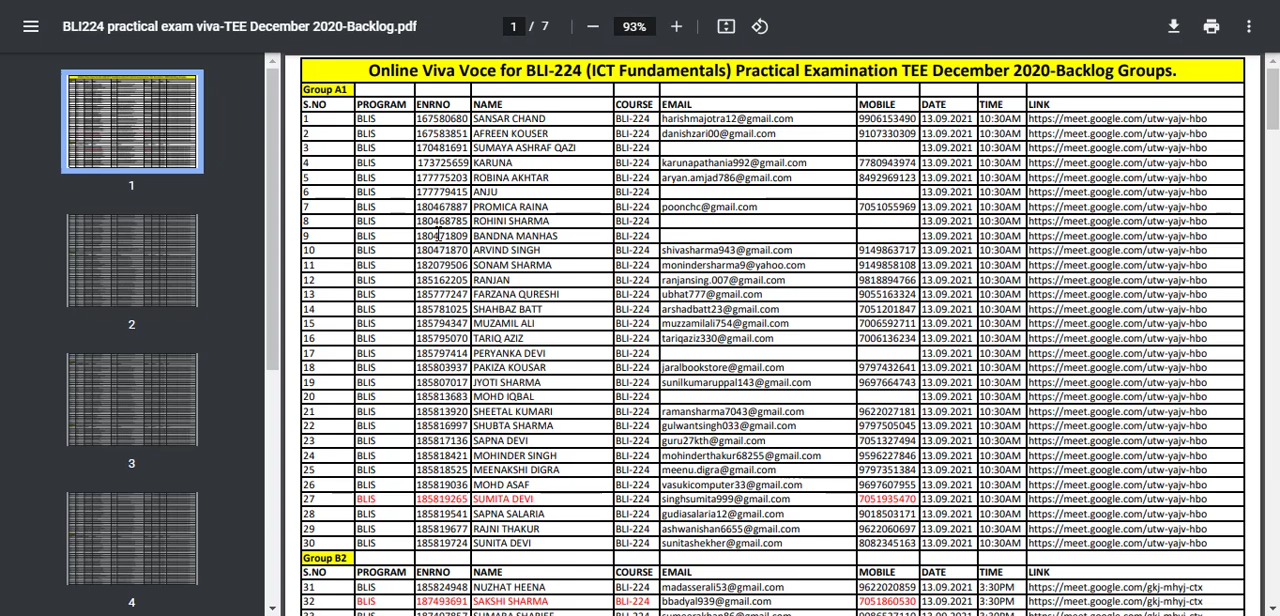 BLI224 practical exam viva-TEE December 2020-Backlog.pdf 1 / 7 93%
Online Viva Voce for BLI-224 (ICT Fundamentals) Practical Examination TEE December 2020-Backlog Groups.
Group A1
S.NO PROGRAM ENRNO NAME COURSE EMAIL MOBILE DATE TIME LINK
1 BLIS 167580680 SANSAR CHAND BLI-224 harishmajotra12@gmail.com 9906153490 13.09.2021 10:30AM https://meet.google.com/utw-yajv-hbo
2 BLIS 167583851 AFREEN KOUSER BLI-224 danishzari00@gmail.com 9107330309 13.09.2021 10:30AM https://meet.google.com/utw-yajv-hbo
3 BLIS 170481691 SUMAYA ASHRAF QAZI BLI-224 13.09.2021 10:30AM https://meet.google.com/utw-yajv-hbo
4 BLIS 173725659 KARUNA BLI-224 karunapathania992@gmail.com 7780943974 13.09.2021 10:30AM https://meet.google.com/utw-yajv-hbo
5 BLIS 177775203 ROBINA AKHTAR BLI-224 aryan.amjad786@gmail.com 8492969123 13.09.2021 10:30AM https://meet.google.com/utw-yajv-hbo
6 BLIS 177779415 ANJU BLI-224 13.09.2021 10:30AM https://meet.google.com/utw-yajv-hbo
7 BLIS 180467887 PROMICA RAINA BLI-224 poonchc@gmail.com 7051055969 13.09.2021 10:30AM https://meet.google.com/utw-yajv-hbo
8 BLIS 180468785 ROHINI SHARMA BLI-224 13.09.2021 10:30AM https://meet.google.com/utw-yajv-hbo
9 BLIS 180471809 BANDNA MANHAS BLI-224 13.09.2021 10:30AM https://meet.google.com/utw-yajv-hbo
10 BLIS 180471870 ARVIND SINGH BLI-224 shivasharma943@gmail.com 9149863717 13.09.2021 10:30AM https://meet.google.com/utw-yajv-hbo
11 BLIS 182079506 SONAM SHARMA BLI-224 monindersharma9@yahoo.com 9149858108 13.09.2021 10:30AM https://meet.google.com/utw-yajv-hbo
12 BLIS 185162205 RANJAN BLI-224 ranjansing.007@gmail.com 9818894766 13.09.2021 10:30AM https://meet.google.com/utw-yajv-hbo
13 BLIS 185777247 FARZANA QURESHI BLI-224 ubhat777@gmail.com 9055163324 13.09.2021 10:30AM https://meet.google.com/utw-yajv-hbo
14 BLIS 185781025 SHAHBAZ BATT BLI-224 arshadbatt23@gmail.com 7051201847 13.09.2021 10:30AM https://meet.google.com/utw-yajv-hbo
15 BLIS 185794347 MUZAMIL ALI BLI-224 muzzamilali754@gmail.com 7006592711 13.09.2021 10:30AM https://meet.google.com/utw-yajv-hbo
16 BLIS 185795070 TARIQ AZIZ BLI-224 tariqaziz330@gmail.com 7006136234 13.09.2021 10:30AM https://meet.google.com/utw-yajv-hbo
17 BLIS 185797414 PERYANKA DEVI BLI-224 13.09.2021 10:30AM https://meet.google.com/utw-yajv-hbo
18 BLIS 185803937 PAKIZA KOUSAR BLI-224 jaralbookstore@gmail.com 9797432641 13.09.2021 10:30AM https://meet.google.com/utw-yajv-hbo
19 BLIS 185807017 JYOTI SHARMA BLI-224 sunilkumaruppal143@gmail.com 9697664743 13.09.2021 10:30AM https://meet.google.com/utw-yajv-hbo
20 BLIS 185813683 MOHD IQBAL BLI-224 13.09.2021 10:30AM https://meet.google.com/utw-yajv-hbo
21 BLIS 185813920 SHEETAL KUMARI BLI-224 ramansharma7043@gmail.com 9622027181 13.09.2021 10:30AM https://meet.google.com/utw-yajv-hbo
22 BLIS 185816997 SHUBTA SHARMA BLI-224 gulwantsingh033@gmail.com 9797505045 13.09.2021 10:30AM https://meet.google.com/utw-yajv-hbo
23 BLIS 185817136 SAPNA DEVI BLI-224 guru27kth@gmail.com 7051327494 13.09.2021 10:30AM https://meet.google.com/utw-yajv-hbo
24 BLIS 185818421 MOHINDER SINGH BLI-224 mohinderthakur68255@gmail.com 9596227846 13.09.2021 10:30AM https://meet.google.com/utw-yajv-hbo
25 BLIS 185818525 MEENAKSHI DIGRA BLI-224 meenu.digra@gmail.com 9797351384 13.09.2021 10:30AM https://meet.google.com/utw-yajv-hbo
26 BLIS 185819036 MOHD ASAF BLI-224 vasukicomputer33@gmail.com 9697607955 13.09.2021 10:30AM https://meet.google.com/utw-yajv-hbo
27 BLIS 185819265 SUMITA DEVI BLI-224 singhsumita999@gmail.com 7051935470 13.09.2021 10:30AM https://meet.google.com/utw-yajv-hbo
28 BLIS 185819541 SAPNA SALARIA BLI-224 gudiasalaria12@gmail.com 9018503171 13.09.2021 10:30AM https://meet.google.com/utw-yajv-hbo
29 BLIS 185819677 RAJNI THAKUR BLI-224 ashwanishan6655@gmail.com 9622060697 13.09.2021 10:30AM https://meet.google.com/utw-yajv-hbo
30 BLIS 185819724 SUNITA DEVI BLI-224 sunitashekher@gmail.com 8082345163 13.09.2021 10:30AM https://meet.google.com/utw-yajv-hbo
Group B2
S.NO PROGRAM ENRNO NAME COURSE EMAIL MOBILE DATE TIME LINK
31 BLIS 185824948 NUZHAT HEENA BLI-224 madasserali53@gmail.com 9622020859 13.09.2021 3:30PM https://meet.google.com/gkj-mhyj-ctx
32 BLIS 187493691 SAKSHI SHARMA BLI-224 bbadyal939@gmail.com 7051860530 13.09.2021 3:30PM https://meet.google.com/gkj-mhyj-ctx
1
2
3
4